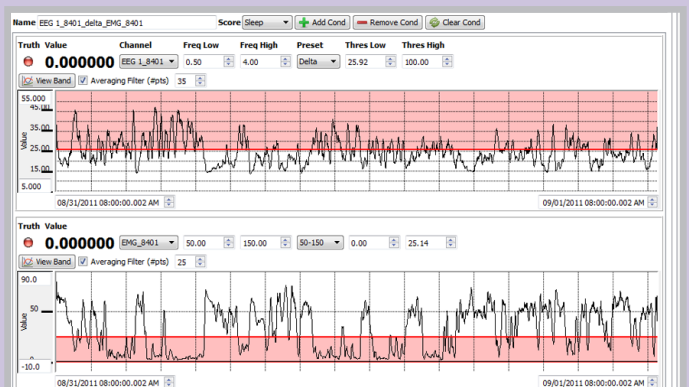 Name EEG 1_8401_delta_EMG_8401 Score Sleep Add Cond Remove Cond Clear Cond
Truth Value Channel Freq Low Freq High Preset Thres Low Thres High
0.000000 EEG 1_8401 0.50 4.00 Delta 25.92 100.00
View Band Averaging Filter (#pts) 35
55.000
45.00
35.00
25.00
15.00
5.000
Value
08/31/2011 08:00:00.002 AM 09/01/2011 08:00:00.002 AM
Truth Value
0.000000 EMG_8401 50.00 150.00 50-150 0.00 25.14
View Band Averaging Filter (#pts) 25
90.0
50
0
-10.0
Value
08/31/2011 08:00:00.002 AM 09/01/2011 08:00:00.002 AM